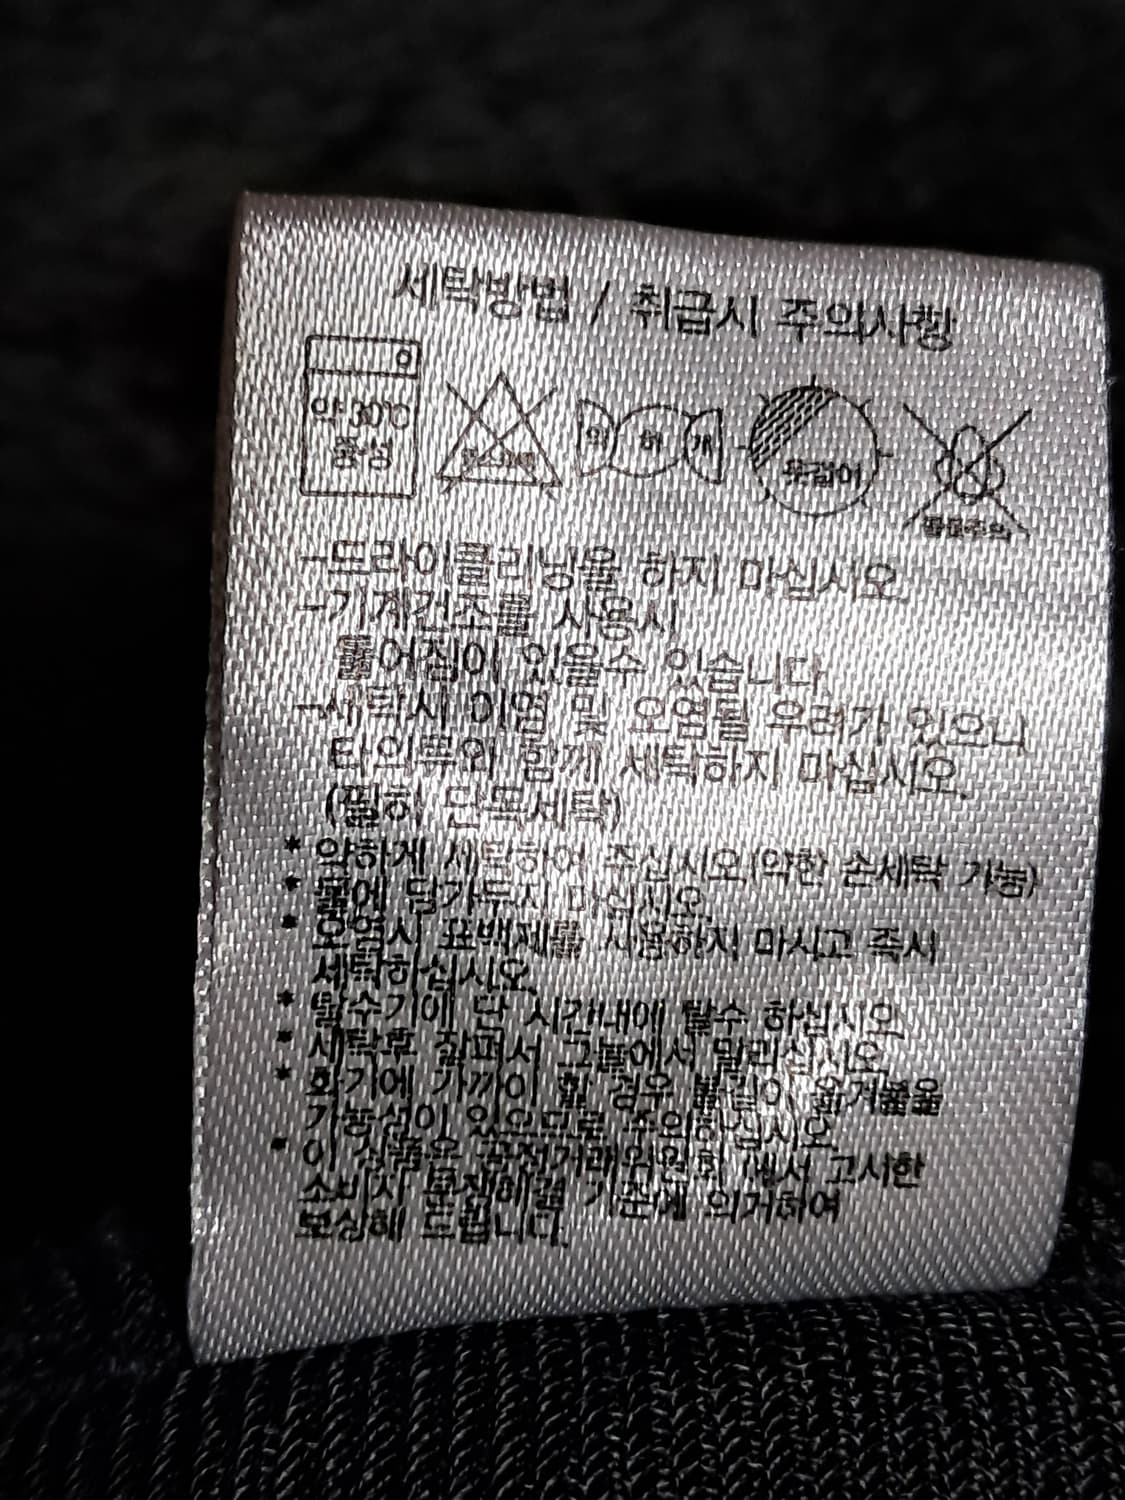 세탁방법 / 취급시 주의사항
약 30℃
중성
염소표백
외 허 개
옷걸이
-드라이클리닝을 하지 마십시오.
-기계건조를 사용시
줄어짐이 있을수 있습니다.
-세탁시 이염 및 오염될 우려가 있으니
타의류와 함께 세탁하지 마십시오.
(필히 단독세탁)
* 약하게 세탁하여 주십시오(약한 손세탁 가능)
* 물에 담가두지 마십시오.
* 오염시 표백제를 사용하지 마시고 즉시
세탁하십시오.
* 탈수기에 단 시간내에 탈수 하십시오.
* 세탁후 잘펴서 그늘에서 말리십시오.
* 화기에 가까이 할 경우 불길이 옮겨붙을
가능성이 있으므로 주의하십시오.
* 이 상품은 공정거래위원회 에서 고시한
소비자 분쟁해결 기준에 의거하여
보상해 드립니다.